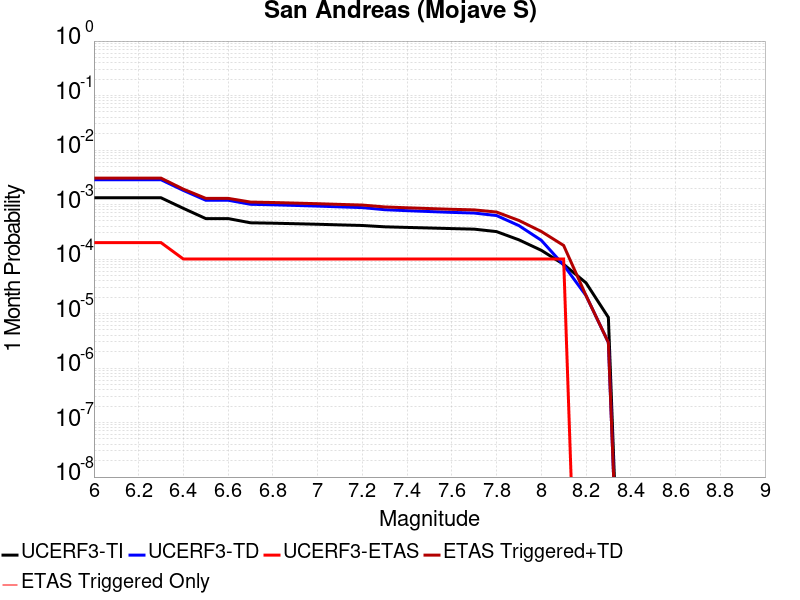 San Andreas (Mojave S)
10 0
10 -1
10 -2
10 -3
10 -4
10 -5
10 -6
10 -7
10 -8
1 Month Probability
6 6.2 6.4 6.6 6.8 7 7.2 7.4 7.6 7.8 8 8.2 8.4 8.6 8.8 9
Magnitude
UCERF3-TI UCERF3-TD UCERF3-ETAS ETAS Triggered+TD
ETAS Triggered Only